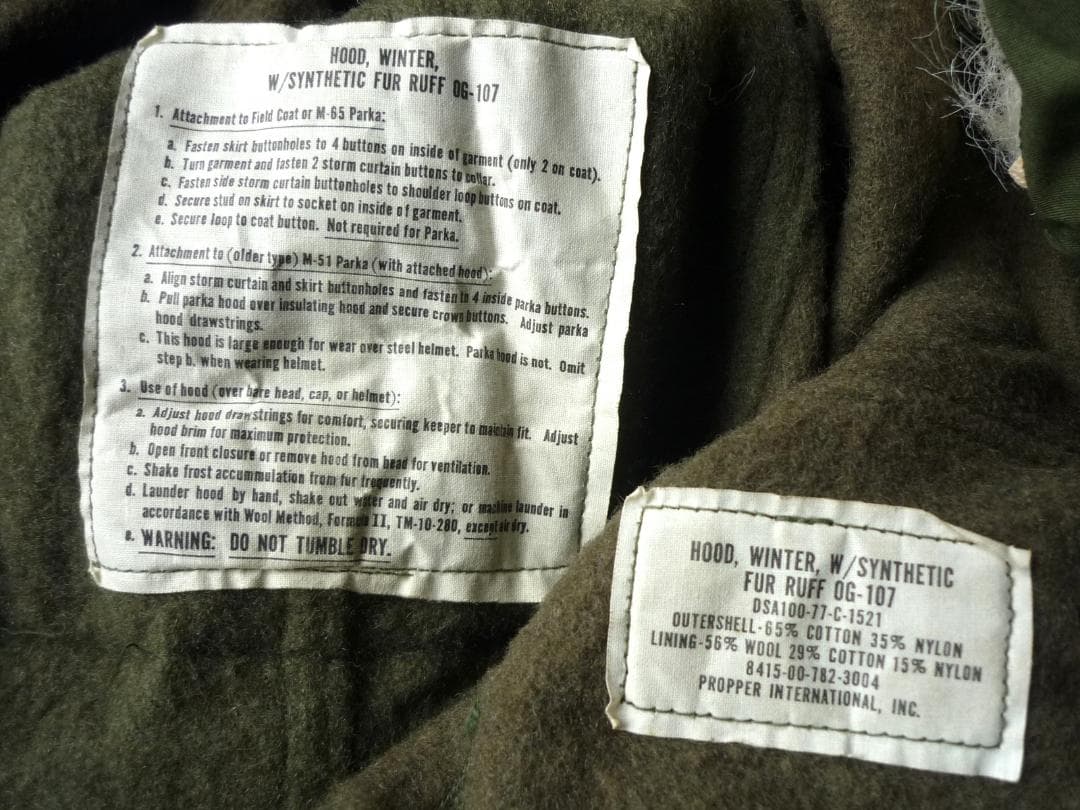 HOOD, WINTER,
W/SYNTHETIC FUR RUFF OG-107
1. Attachment to Field Coat or M-65 Parka:
a. Fasten skirt buttonholes to 4 buttons on inside of garment (only 2 on coat).
b. Turn garment and fasten 2 storm curtain buttons to collar.
c. Fasten side storm curtain buttonholes to shoulder loop buttons on coat.
d. Secure stud on skirt to socket on inside of garment.
e. Secure loop to coat button. Not required for Parka.
2. Attachment to (older type) M-51 Parka (with attached hood):
a. Align storm curtain and skirt buttonholes and fasten to 4 inside parka buttons.
b. Pull parka hood over insulating hood and secure crown buttons. Adjust parka
hood drawstrings.
c. This hood is large enough for wear over steel helmet. Parka hood is not. Omit
step b. when wearing helmet.
3. Use of hood (over bare head, cap, or helmet):
a. Adjust hood drawstrings for comfort, securing keeper to maintain fit. Adjust
hood brim for maximum protection.
b. Open front closure or remove hood from head for ventilation.
c. Shake frost accummulation from fur frequently.
d. Launder hood by hand, shake out water and air dry; or machine launder in
accordance with Wool Method, Formula II, TM-10-280, except air dry.
e. WARNING: DO NOT TUMBLE DRY.
HOOD, WINTER, W/SYNTHETIC
FUR RUFF OG-107
DSA100-77-C-1521
OUTERSHELL-65% COTTON 35% NYLON
LINING-56% WOOL 29% COTTON 15% NYLON
8415-00-782-3004
PROPPER INTERNATIONAL, INC.